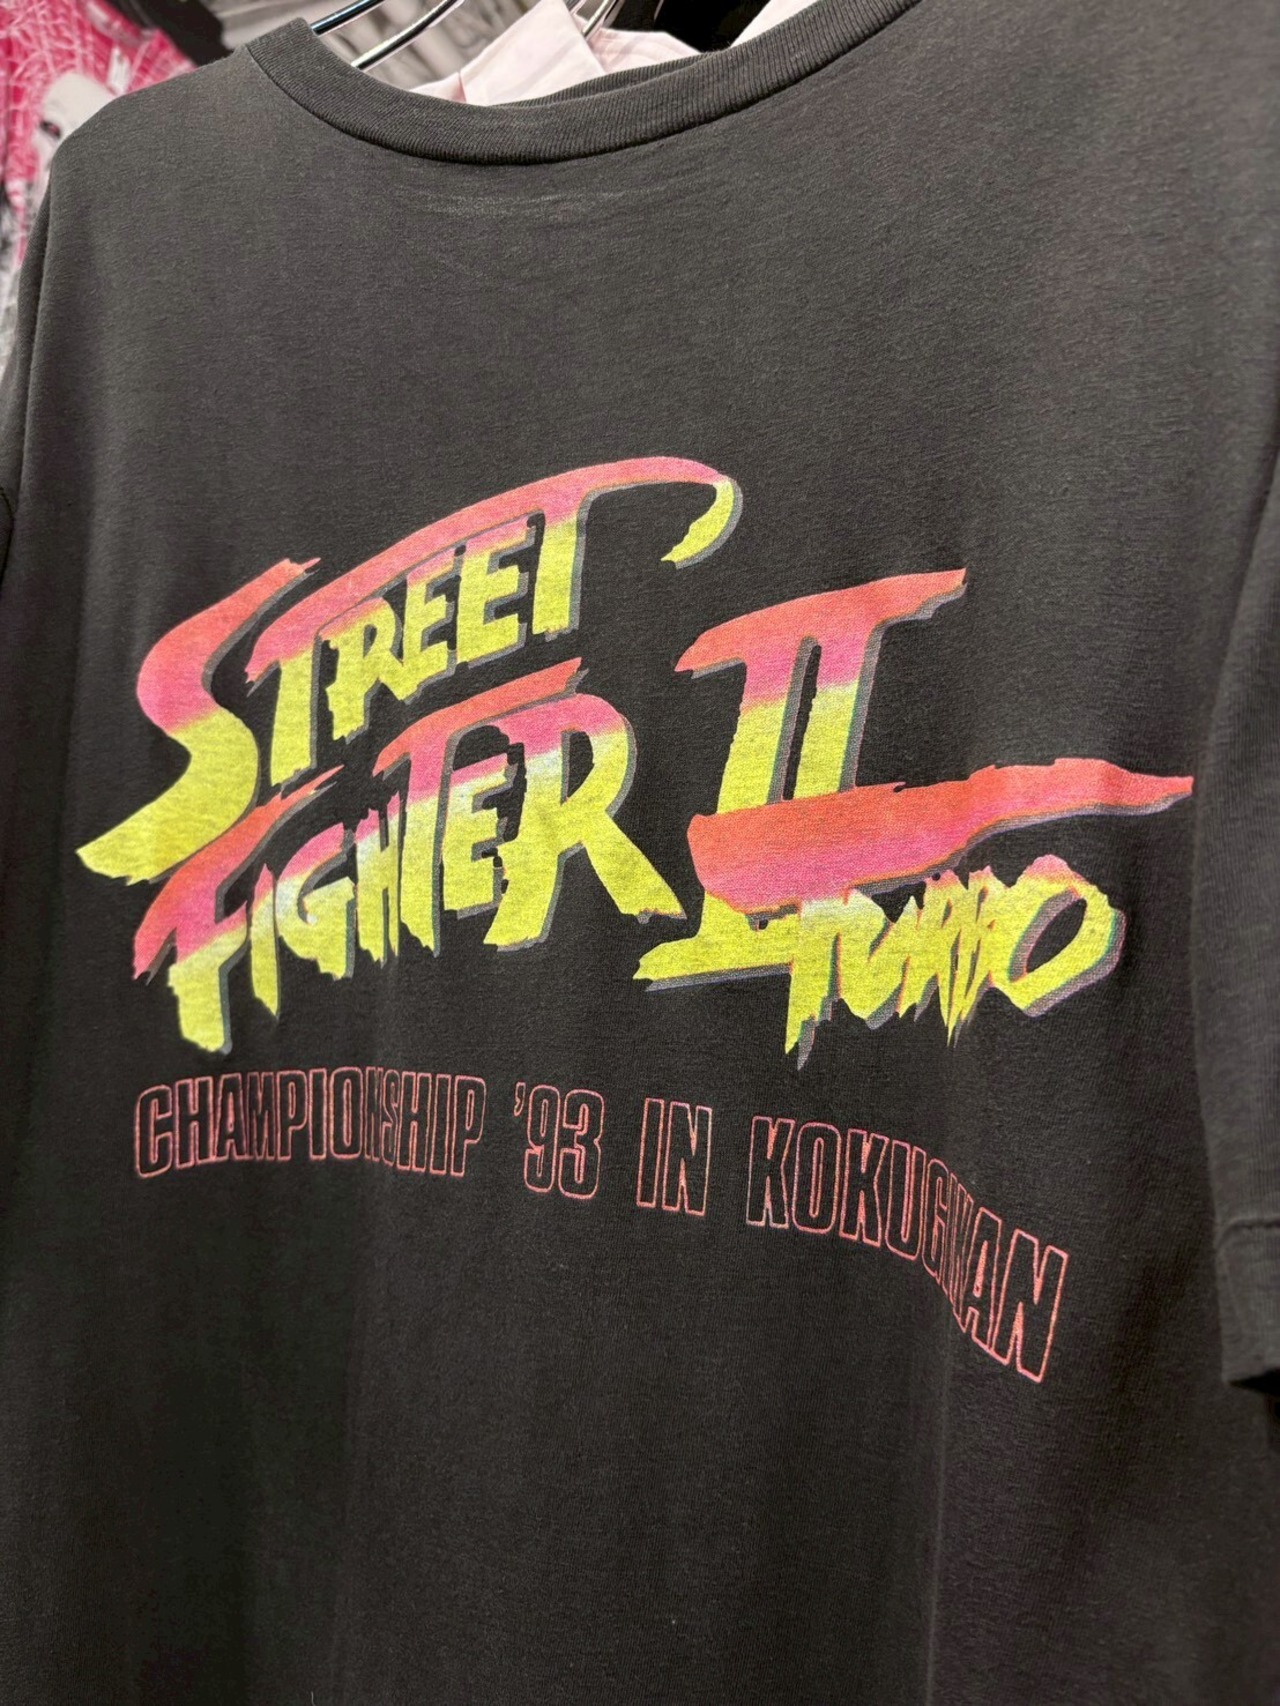 STREET
FIGHTER II
TURBO
CHAMPIONSHIP '93 IN KOKUGIKAN